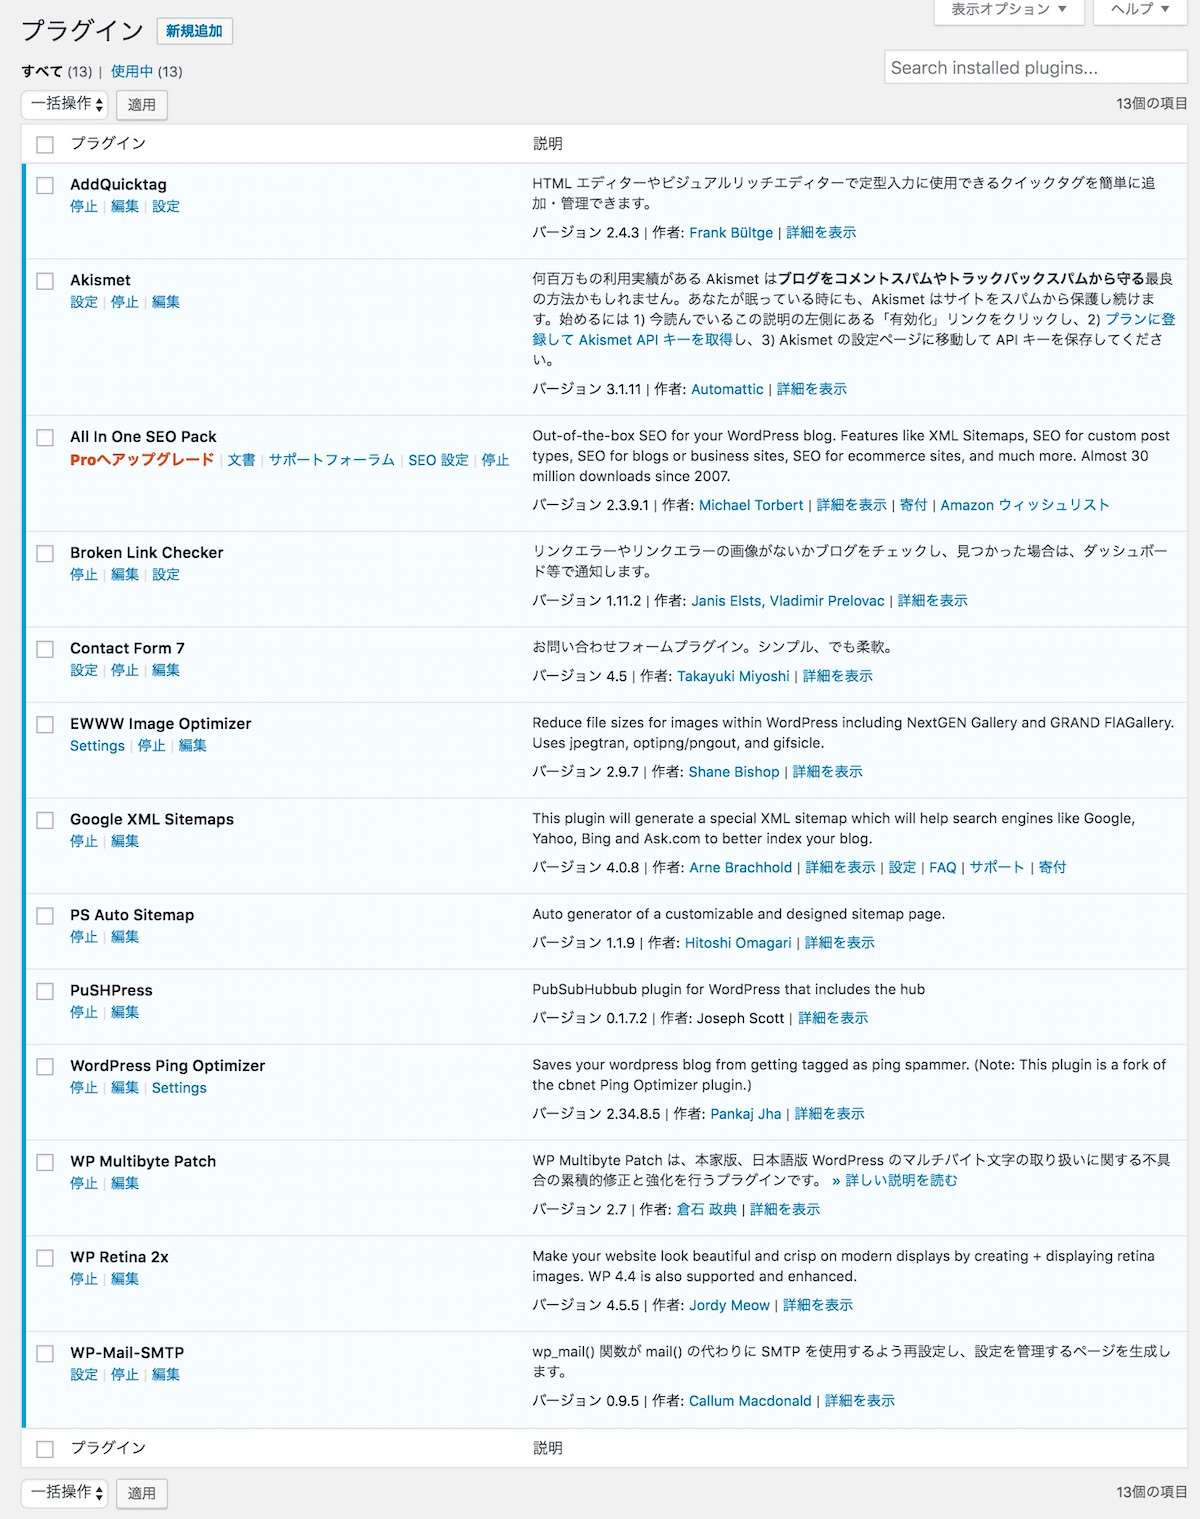 表示オプション ▼
ヘルプ ▼
プラグイン 新規追加
すべて (13) | 使用中 (13)
Search installed plugins...
一括操作 適用
13個の項目
プラグイン 説明
AddQuicktag
停止 | 編集 | 設定
HTML エディターやビジュアルリッチエディターで定型入力に使用できるクイックタグを簡単に追
加・管理できます。
バージョン 2.4.3 | 作者: Frank Bültge | 詳細を表示
Akismet
設定 | 停止 | 編集
何百万もの利用実績がある Akismet はブログをコメントスパムやトラックバックスパムから守る最良
の方法かもしれません。あなたが眠っている時にも、Akismet はサイトをスパムから保護し続けま
す。始めるには 1) 今読んでいるこの説明の左側にある「有効化」リンクをクリックし、2) プランに登
録して Akismet API キーを取得し、3) Akismet の設定ページに移動して API キーを保存してくださ
い。
バージョン 3.1.11 | 作者: Automattic | 詳細を表示
All In One SEO Pack
Proへアップグレード | 文書 | サポートフォーラム | SEO 設定 | 停止
Out-of-the-box SEO for your WordPress blog. Features like XML Sitemaps, SEO for custom post
types, SEO for blogs or business sites, SEO for ecommerce sites, and much more. Almost 30
million downloads since 2007.
バージョン 2.3.9.1 | 作者: Michael Torbert | 詳細を表示 | 寄付 | Amazon ウィッシュリスト
Broken Link Checker
停止 | 編集 | 設定
リンクエラーやリンクエラーの画像がないかブログをチェックし、見つかった場合は、ダッシュボー
ド等で通知します。
バージョン 1.11.2 | 作者: Janis Elsts, Vladimir Prelovac | 詳細を表示
Contact Form 7
設定 | 停止 | 編集
お問い合わせフォームプラグイン。シンプル、でも柔軟。
バージョン 4.5 | 作者: Takayuki Miyoshi | 詳細を表示
EWWW Image Optimizer
Settings | 停止 | 編集
Reduce file sizes for images within WordPress including NextGEN Gallery and GRAND FlAGallery.
Uses jpegtran, optipng/pngout, and gifsicle.
バージョン 2.9.7 | 作者: Shane Bishop | 詳細を表示
Google XML Sitemaps
停止 | 編集
This plugin will generate a special XML sitemap which will help search engines like Google,
Yahoo, Bing and Ask.com to better index your blog.
バージョン 4.0.8 | 作者: Arne Brachhold | 詳細を表示 | 設定 | FAQ | サポート | 寄付
PS Auto Sitemap
停止 | 編集
Auto generator of a customizable and designed sitemap page.
バージョン 1.1.9 | 作者: Hitoshi Omagari | 詳細を表示
PuSHPress
停止 | 編集
PubSubHubbub plugin for WordPress that includes the hub
バージョン 0.1.7.2 | 作者: Joseph Scott | 詳細を表示
WordPress Ping Optimizer
停止 | 編集 | Settings
Saves your wordpress blog from getting tagged as ping spammer. (Note: This plugin is a fork of
the cbnet Ping Optimizer plugin.)
バージョン 2.34.8.5 | 作者: Pankaj Jha | 詳細を表示
WP Multibyte Patch
停止 | 編集
WP Multibyte Patch は、本家版、日本語版 WordPress のマルチバイト文字の取り扱いに関する不具
合の累積的修正と強化を行うプラグインです。 » 詳しい説明を読む
バージョン 2.7 | 作者: 倉石 政典 | 詳細を表示
WP Retina 2x
停止 | 編集
Make your website look beautiful and crisp on modern displays by creating + displaying retina
images. WP 4.4 is also supported and enhanced.
バージョン 4.5.5 | 作者: Jordy Meow | 詳細を表示
WP-Mail-SMTP
設定 | 停止 | 編集
wp_mail() 関数が mail() の代わりに SMTP を使用するよう再設定し、設定を管理するページを生成し
ます。
バージョン 0.9.5 | 作者: Callum Macdonald | 詳細を表示
プラグイン 説明
一括操作 適用
13個の項目